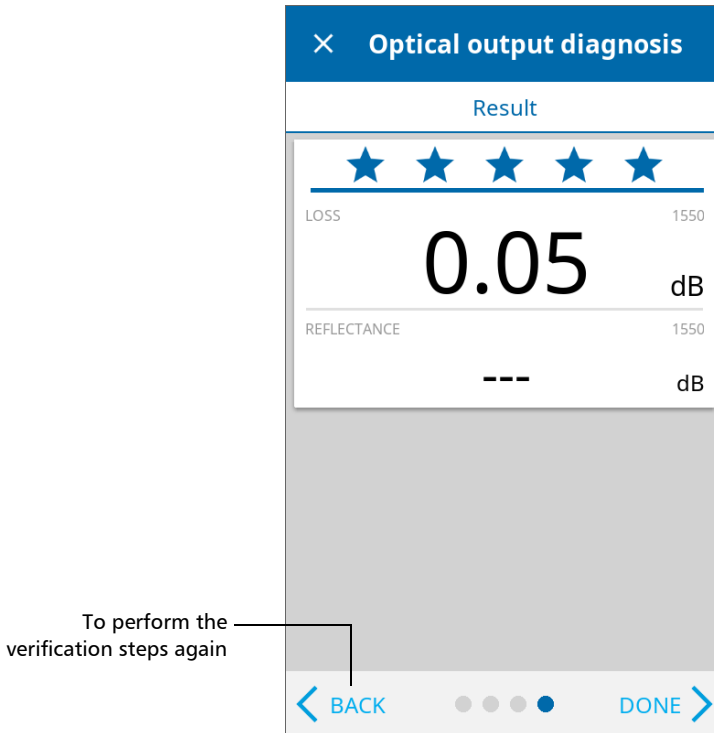 Optical output diagnosis
Result
LOSS 1550
0.05 dB
REFLECTANCE 1550
--- dB
To perform the
verification steps again
BACK DONE